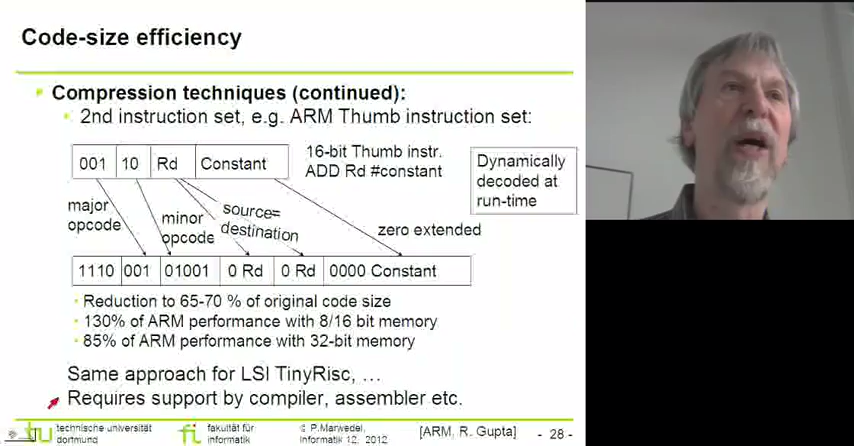 Code-size efficiency
Compression techniques (continued):
2nd instruction set, e.g. ARM Thumb instruction set:
001 10 Rd Constant
16-bit Thumb instr.
ADD Rd #constant
Dynamically
decoded at
run-time
major
opcode
minor
opcode
source=
destination
zero extended
1110 001 01001 0 Rd 0 Rd 0000 Constant
Reduction to 65-70 % of original code size
130% of ARM performance with 8/16 bit memory
85% of ARM performance with 32-bit memory
Same approach for LSI TinyRisc, …
Requires support by compiler, assembler etc.
tu
technische universität
dortmund
fi
fakultät für
informatik
© P.Marwedel,
Informatik 12, 2012
[ARM, R. Gupta]
- 28 -